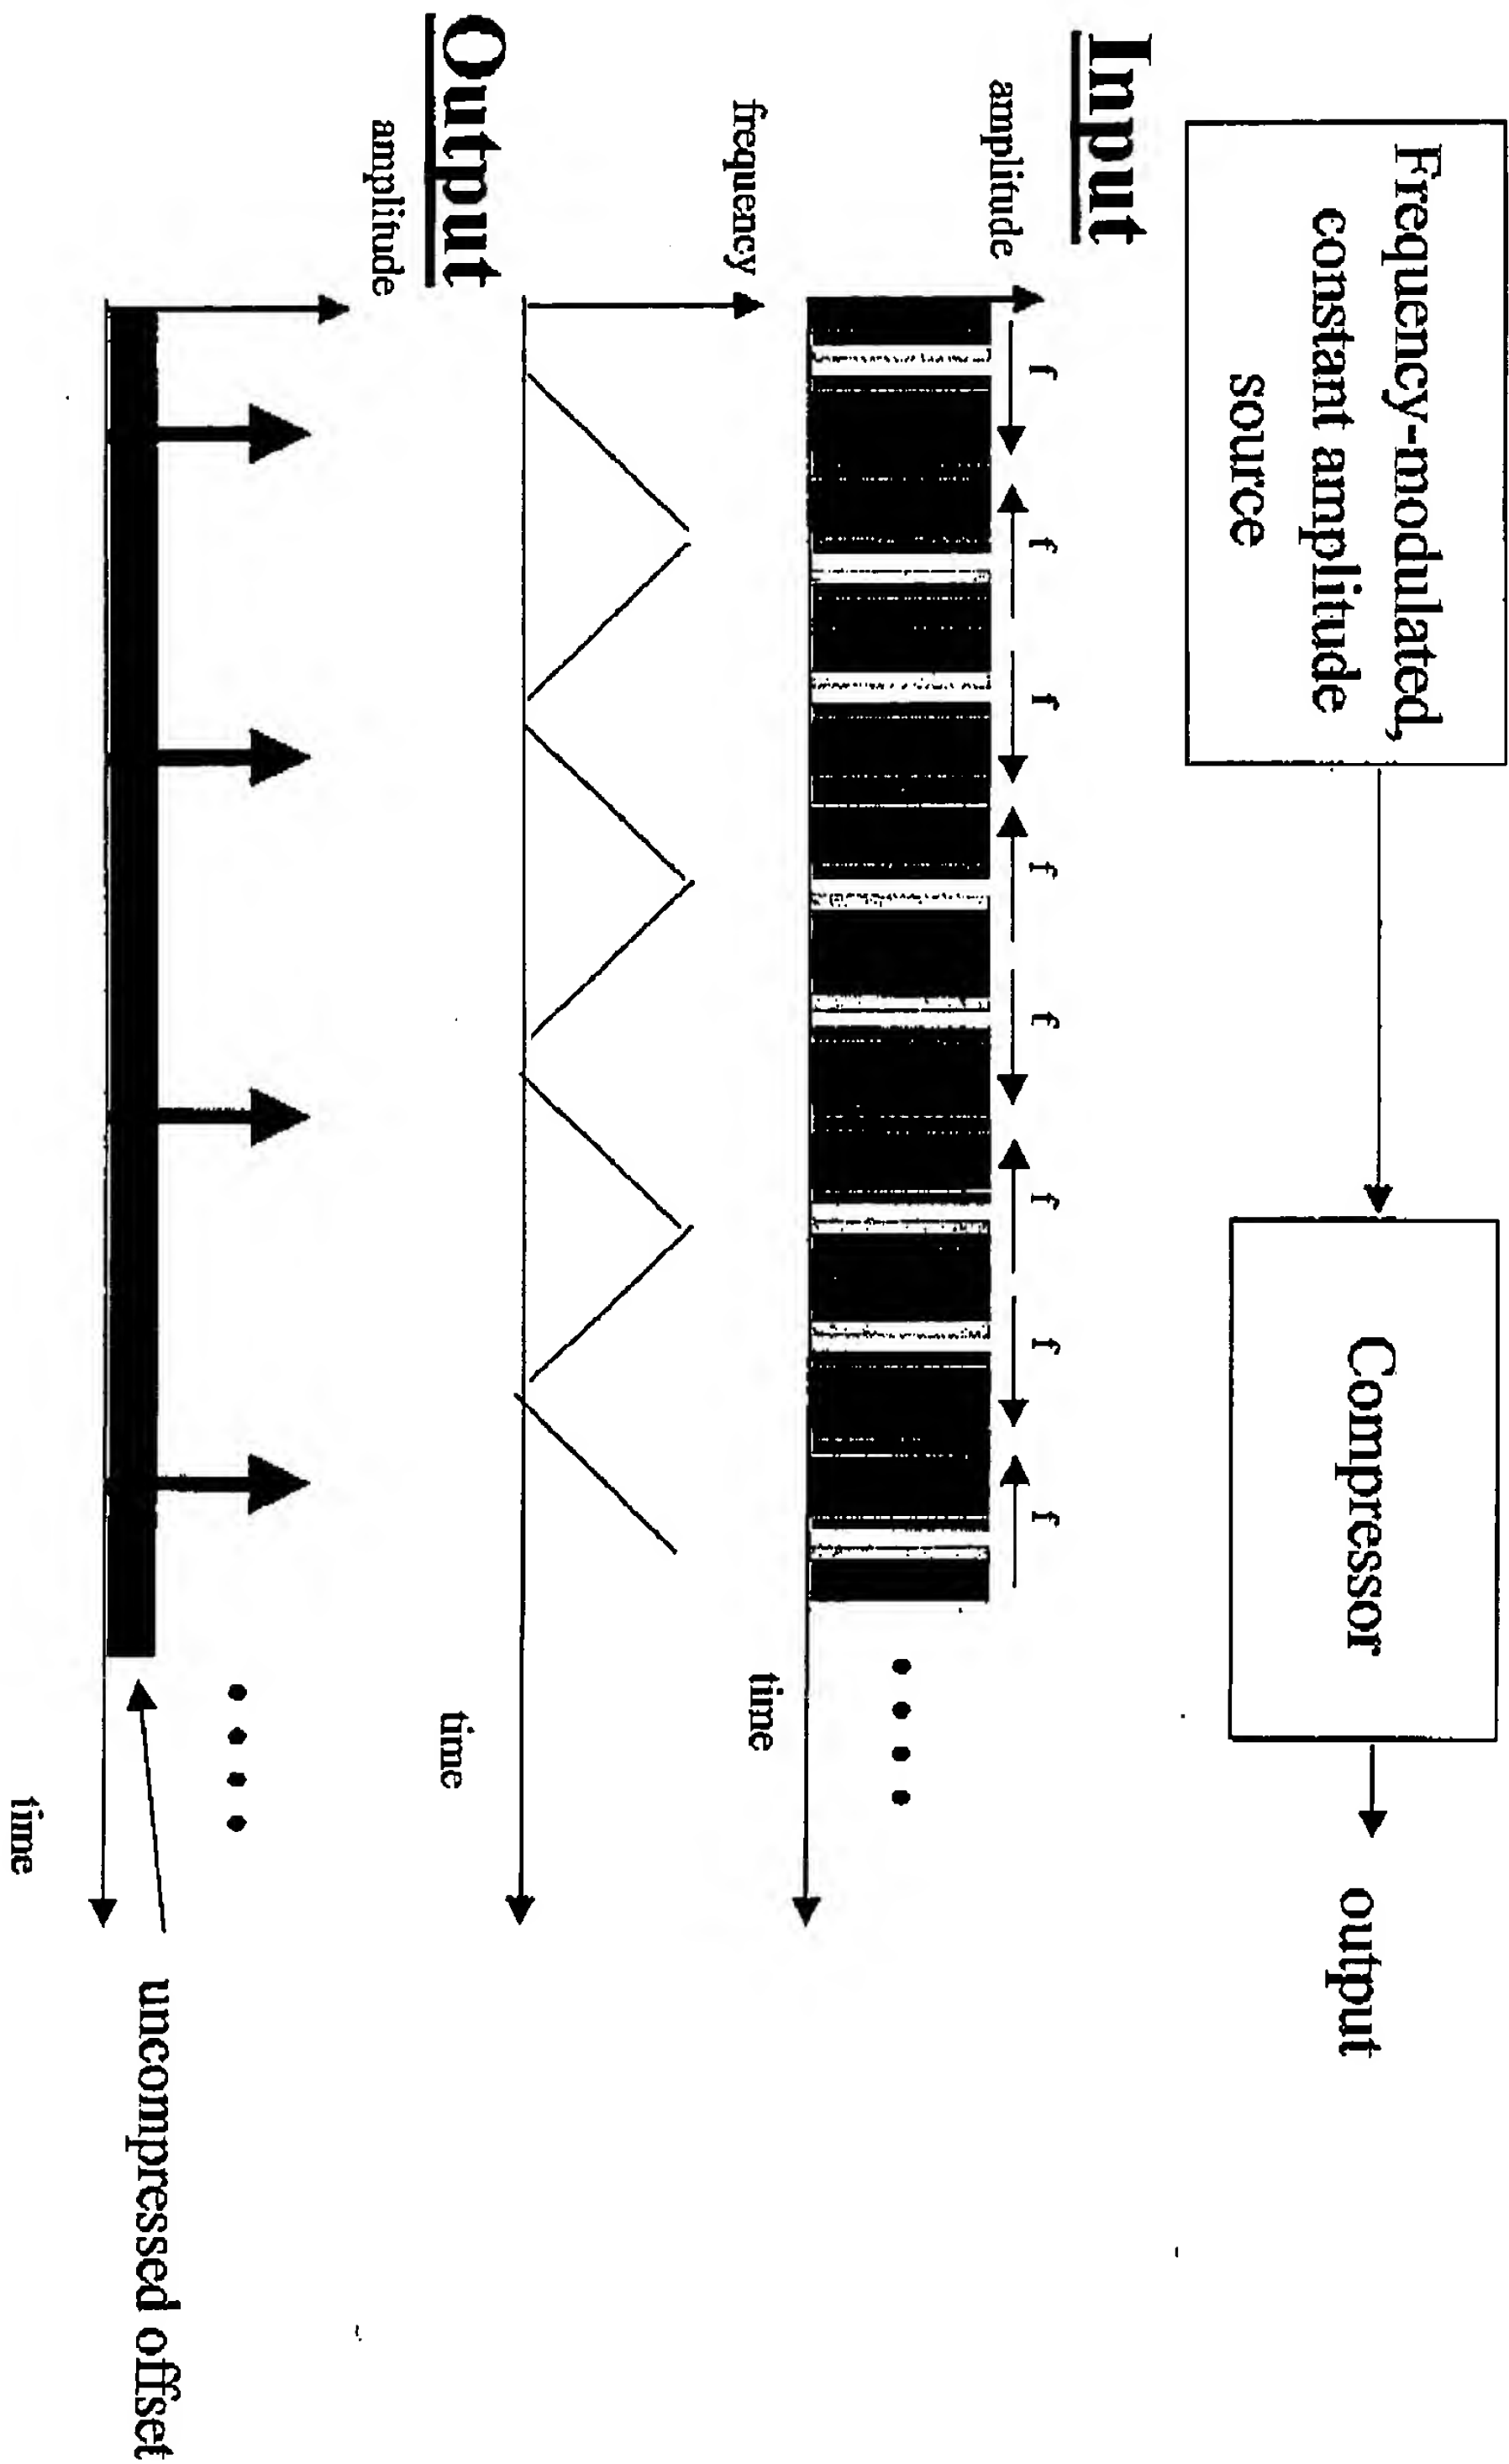 Frequency-modulated,
constant amplitude
source
Compressor
output
Input
amplitude
f
f
f
f
f
f
f
f
time
frequency
time
Output
amplitude
time
uncompressed offset